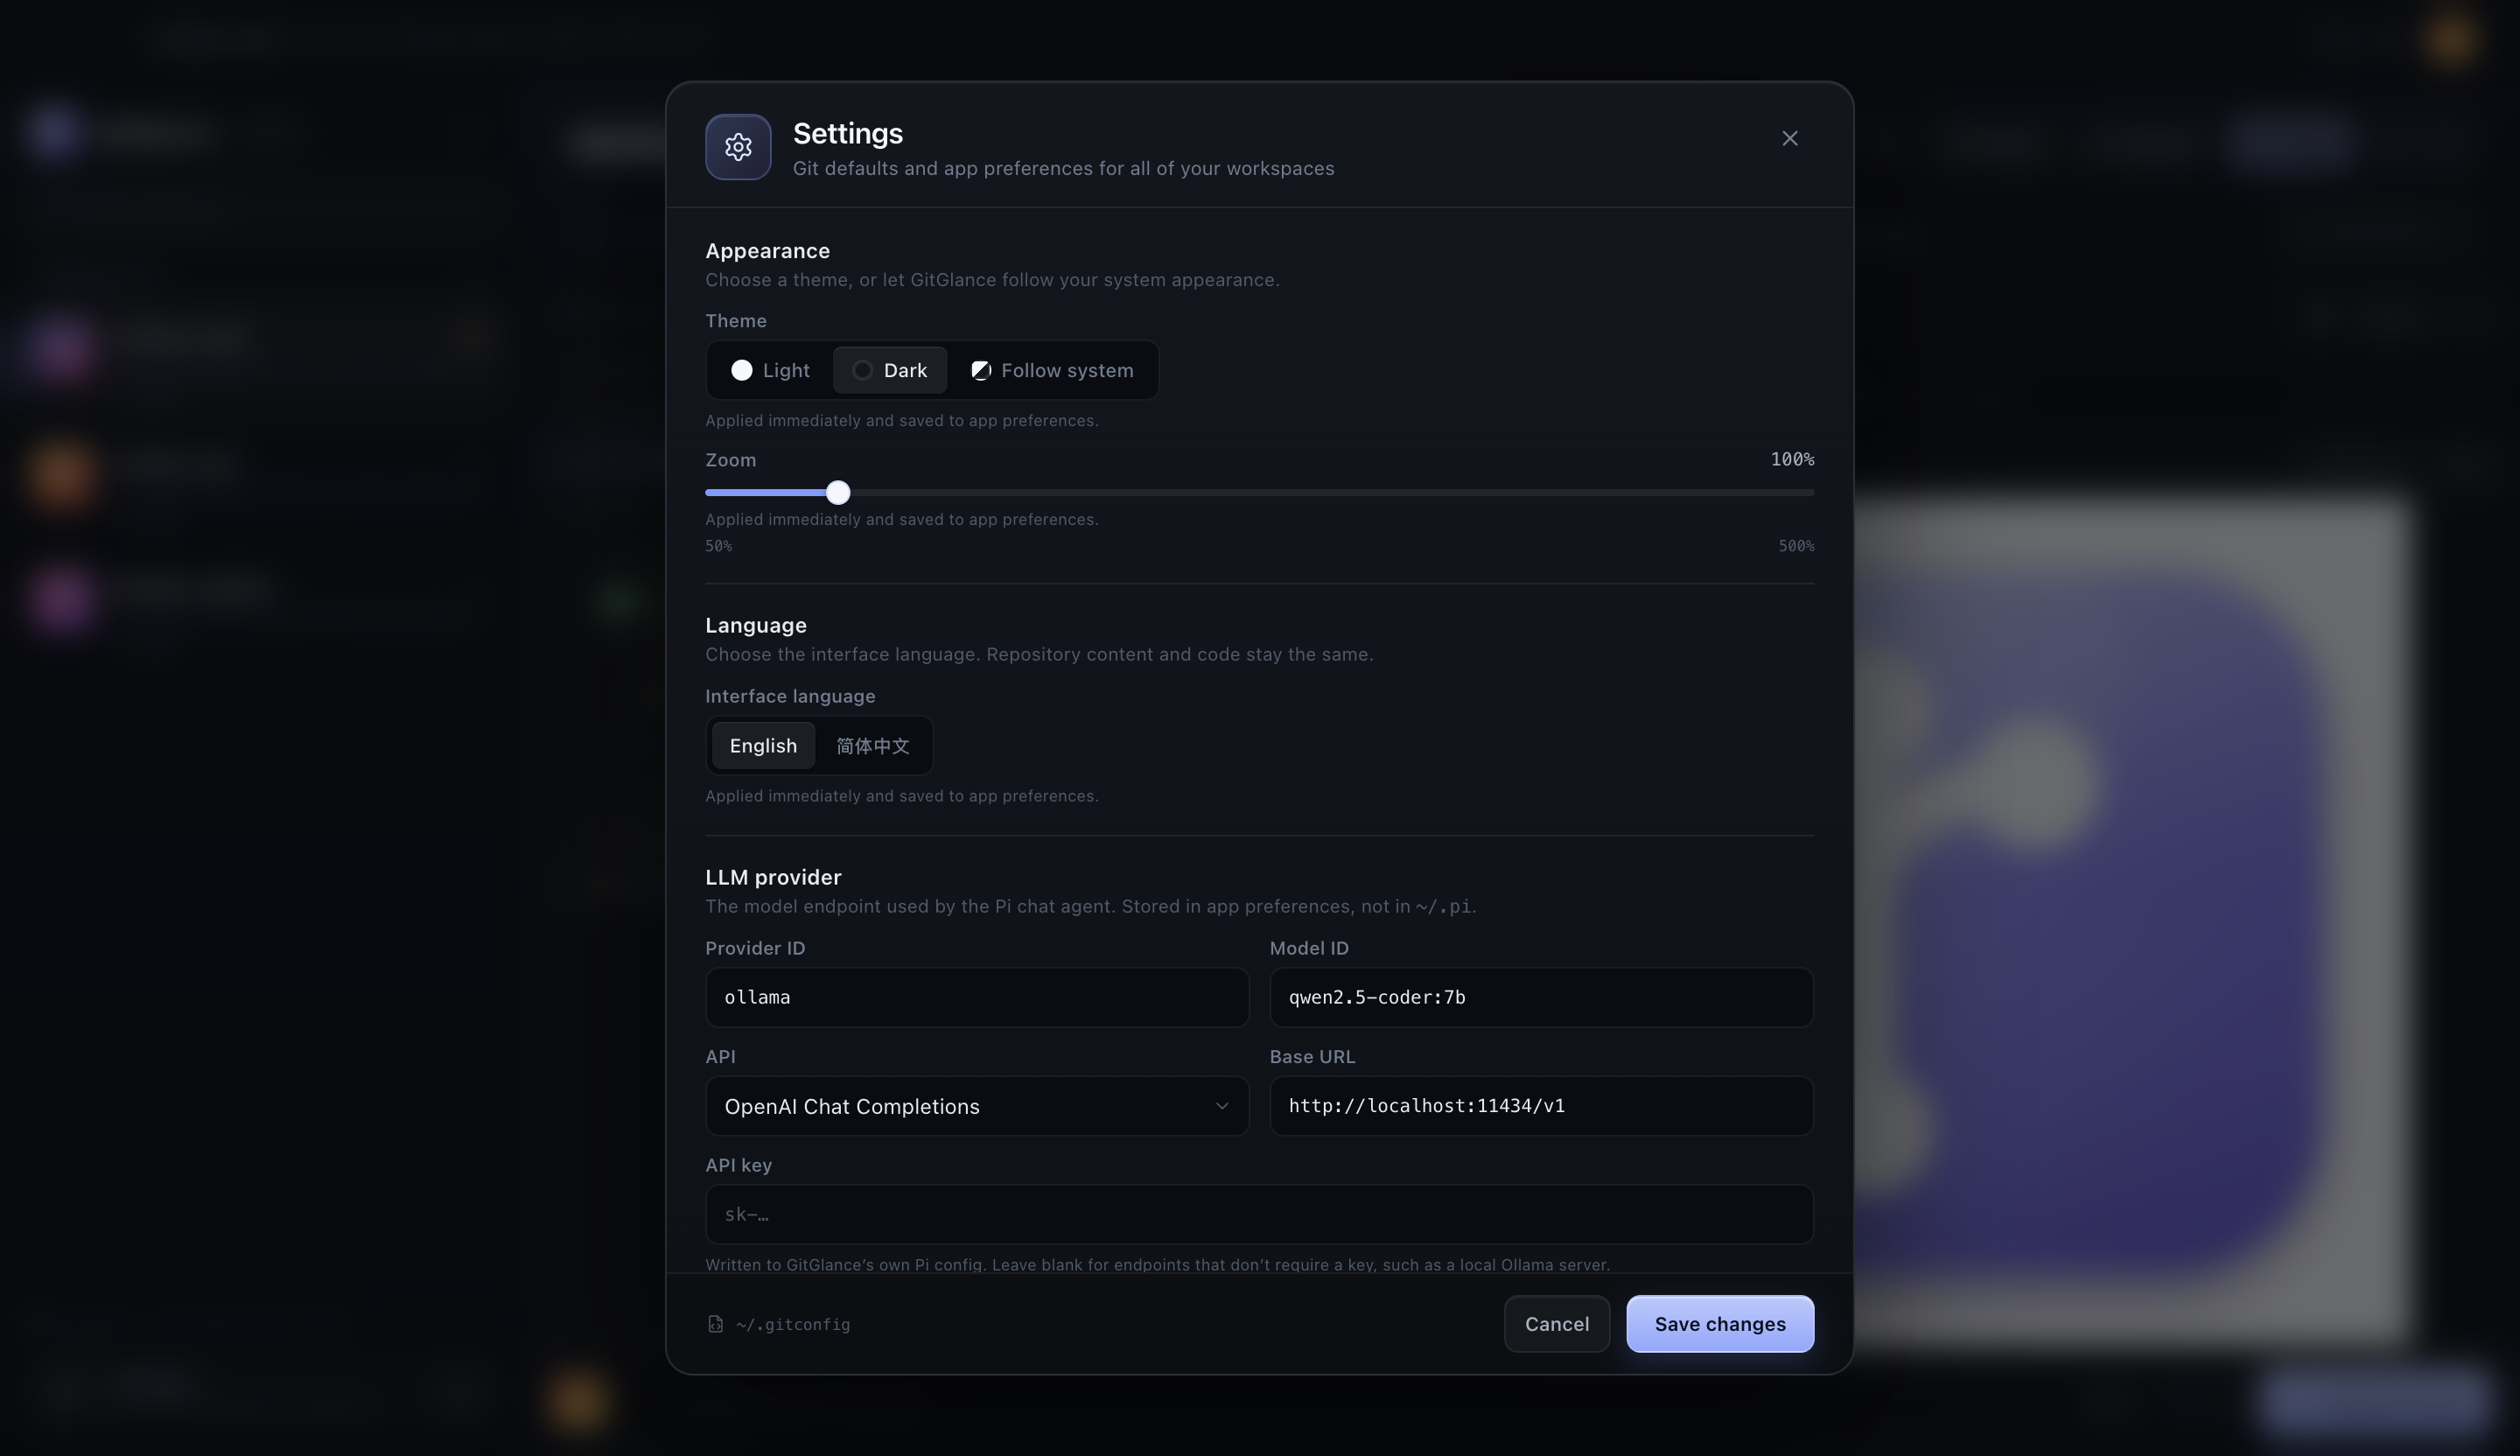 Settings
Git defaults and app preferences for all of your workspaces
Appearance
Choose a theme, or let GitGlance follow your system appearance.
Theme
Light Dark Follow system
Applied immediately and saved to app preferences.
Zoom 100%
Applied immediately and saved to app preferences.
50% 500%
Language
Choose the interface language. Repository content and code stay the same.
Interface language
English 简体中文
Applied immediately and saved to app preferences.
LLM provider
The model endpoint used by the Pi chat agent. Stored in app preferences, not in ~/.pi.
Provider ID Model ID
ollama qwen2.5-coder:7b
API Base URL
OpenAI Chat Completions http://localhost:11434/v1
API key
sk-…
Written to GitGlance’s own Pi config. Leave blank for endpoints that don’t require a key, such as a local Ollama server.
~/.gitconfig Cancel Save changes